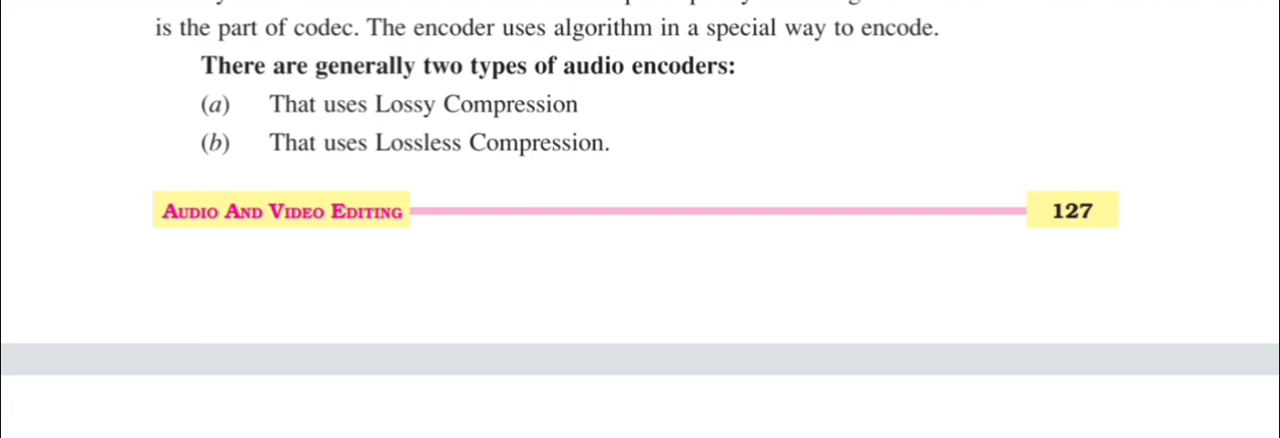 is the part of codec. The encoder uses algorithm in a special way to encode.
There are generally two types of audio encoders:
(a) That uses Lossy Compression
(b) That uses Lossless Compression.
AUDIO AND VIDEO EDITING 127